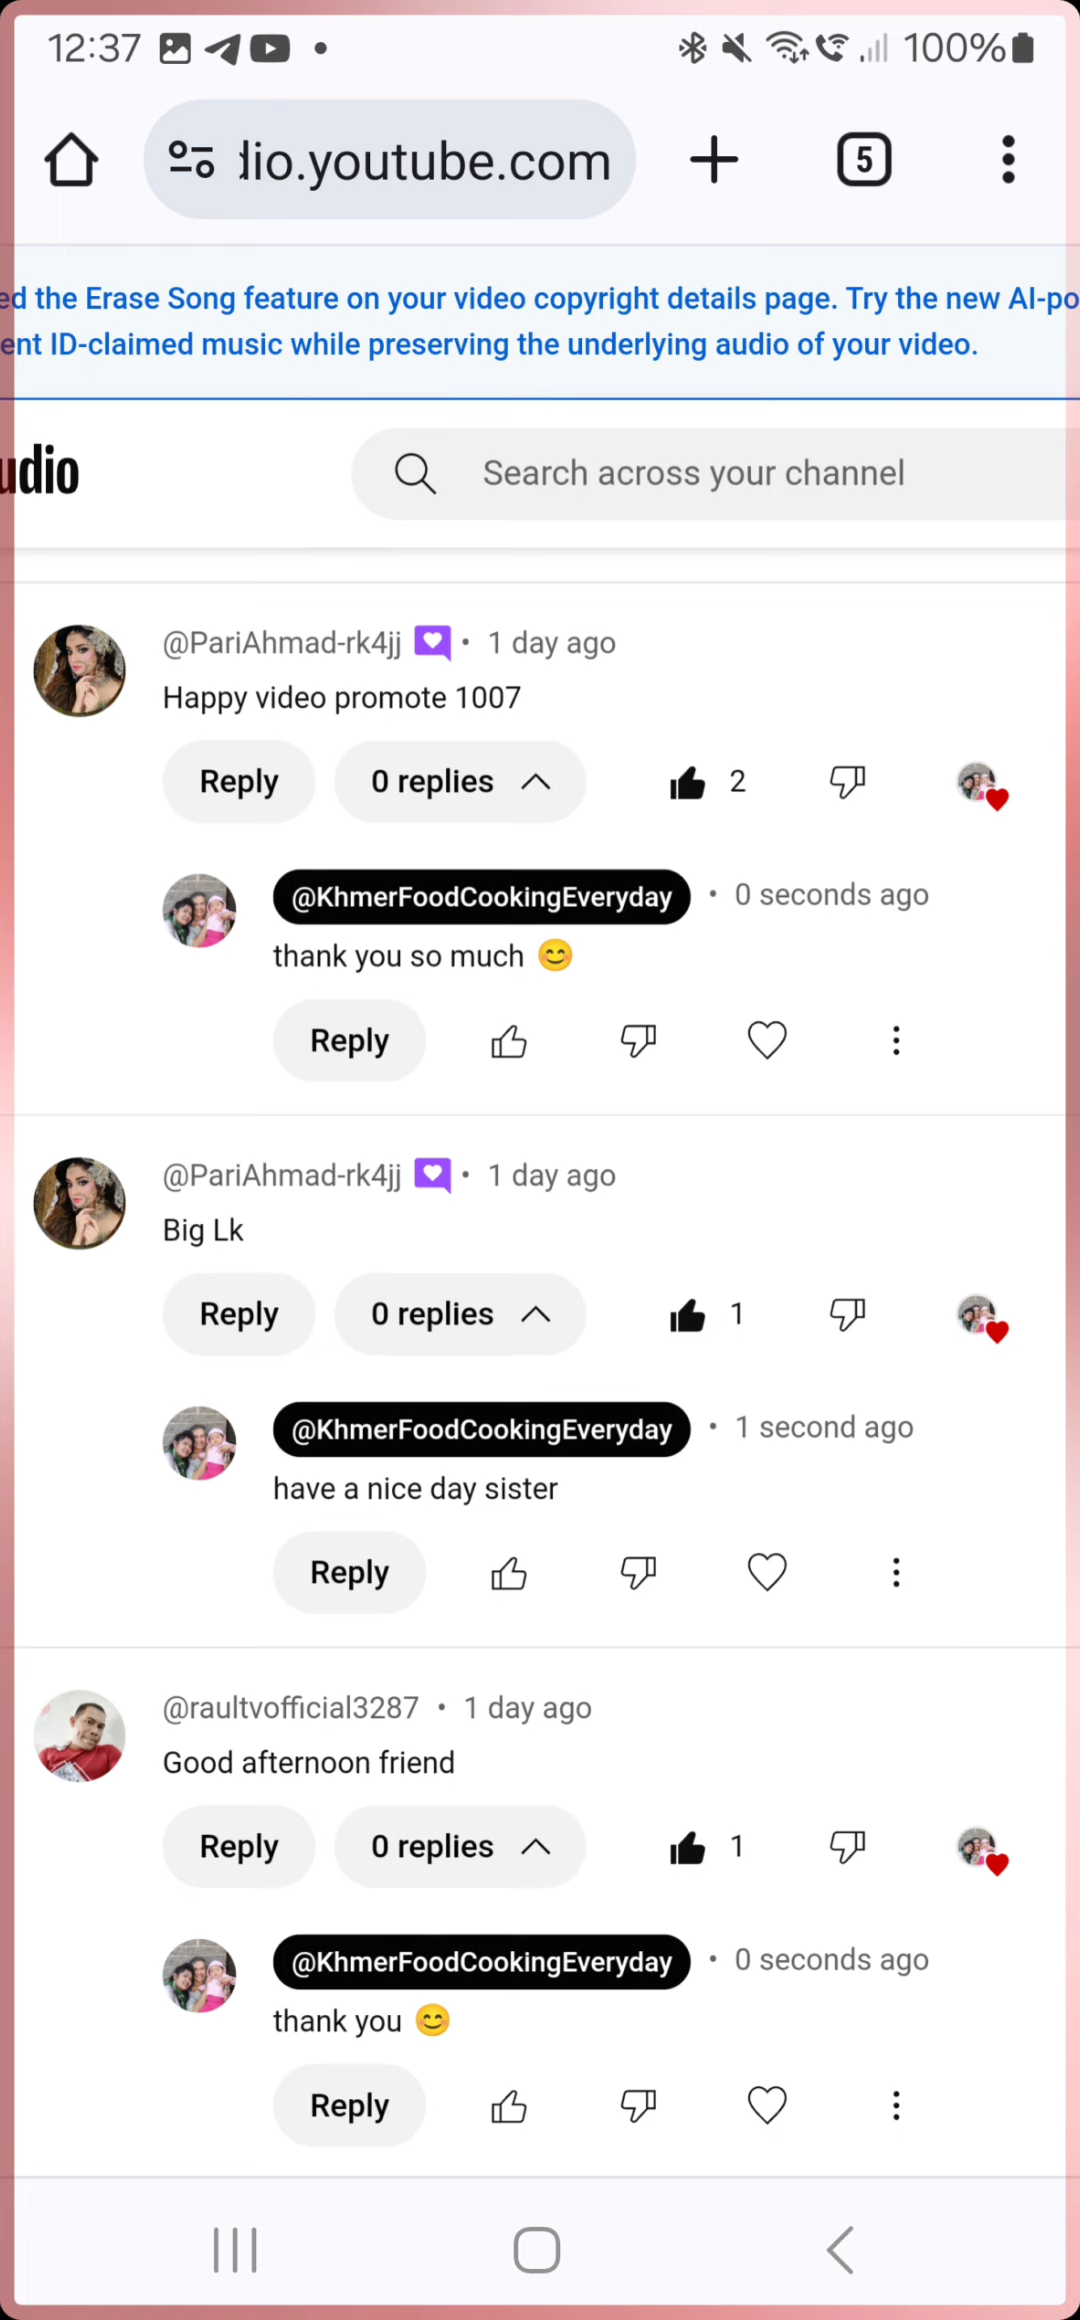 12:37
100%
dio.youtube.com
5
ed the Erase Song feature on your video copyright details page. Try the new AI-po
ent ID-claimed music while preserving the underlying audio of your video.
udio
Search across your channel
@PariAhmad-rk4jj • 1 day ago
Happy video promote 1007
Reply
0 replies
2
@KhmerFoodCookingEveryday • 0 seconds ago
thank you so much 😊
Reply
@PariAhmad-rk4jj • 1 day ago
Big Lk
Reply
0 replies
1
@KhmerFoodCookingEveryday • 1 second ago
have a nice day sister
Reply
@raultvofficial3287 • 1 day ago
Good afternoon friend
Reply
0 replies
1
@KhmerFoodCookingEveryday • 0 seconds ago
thank you 😊
Reply